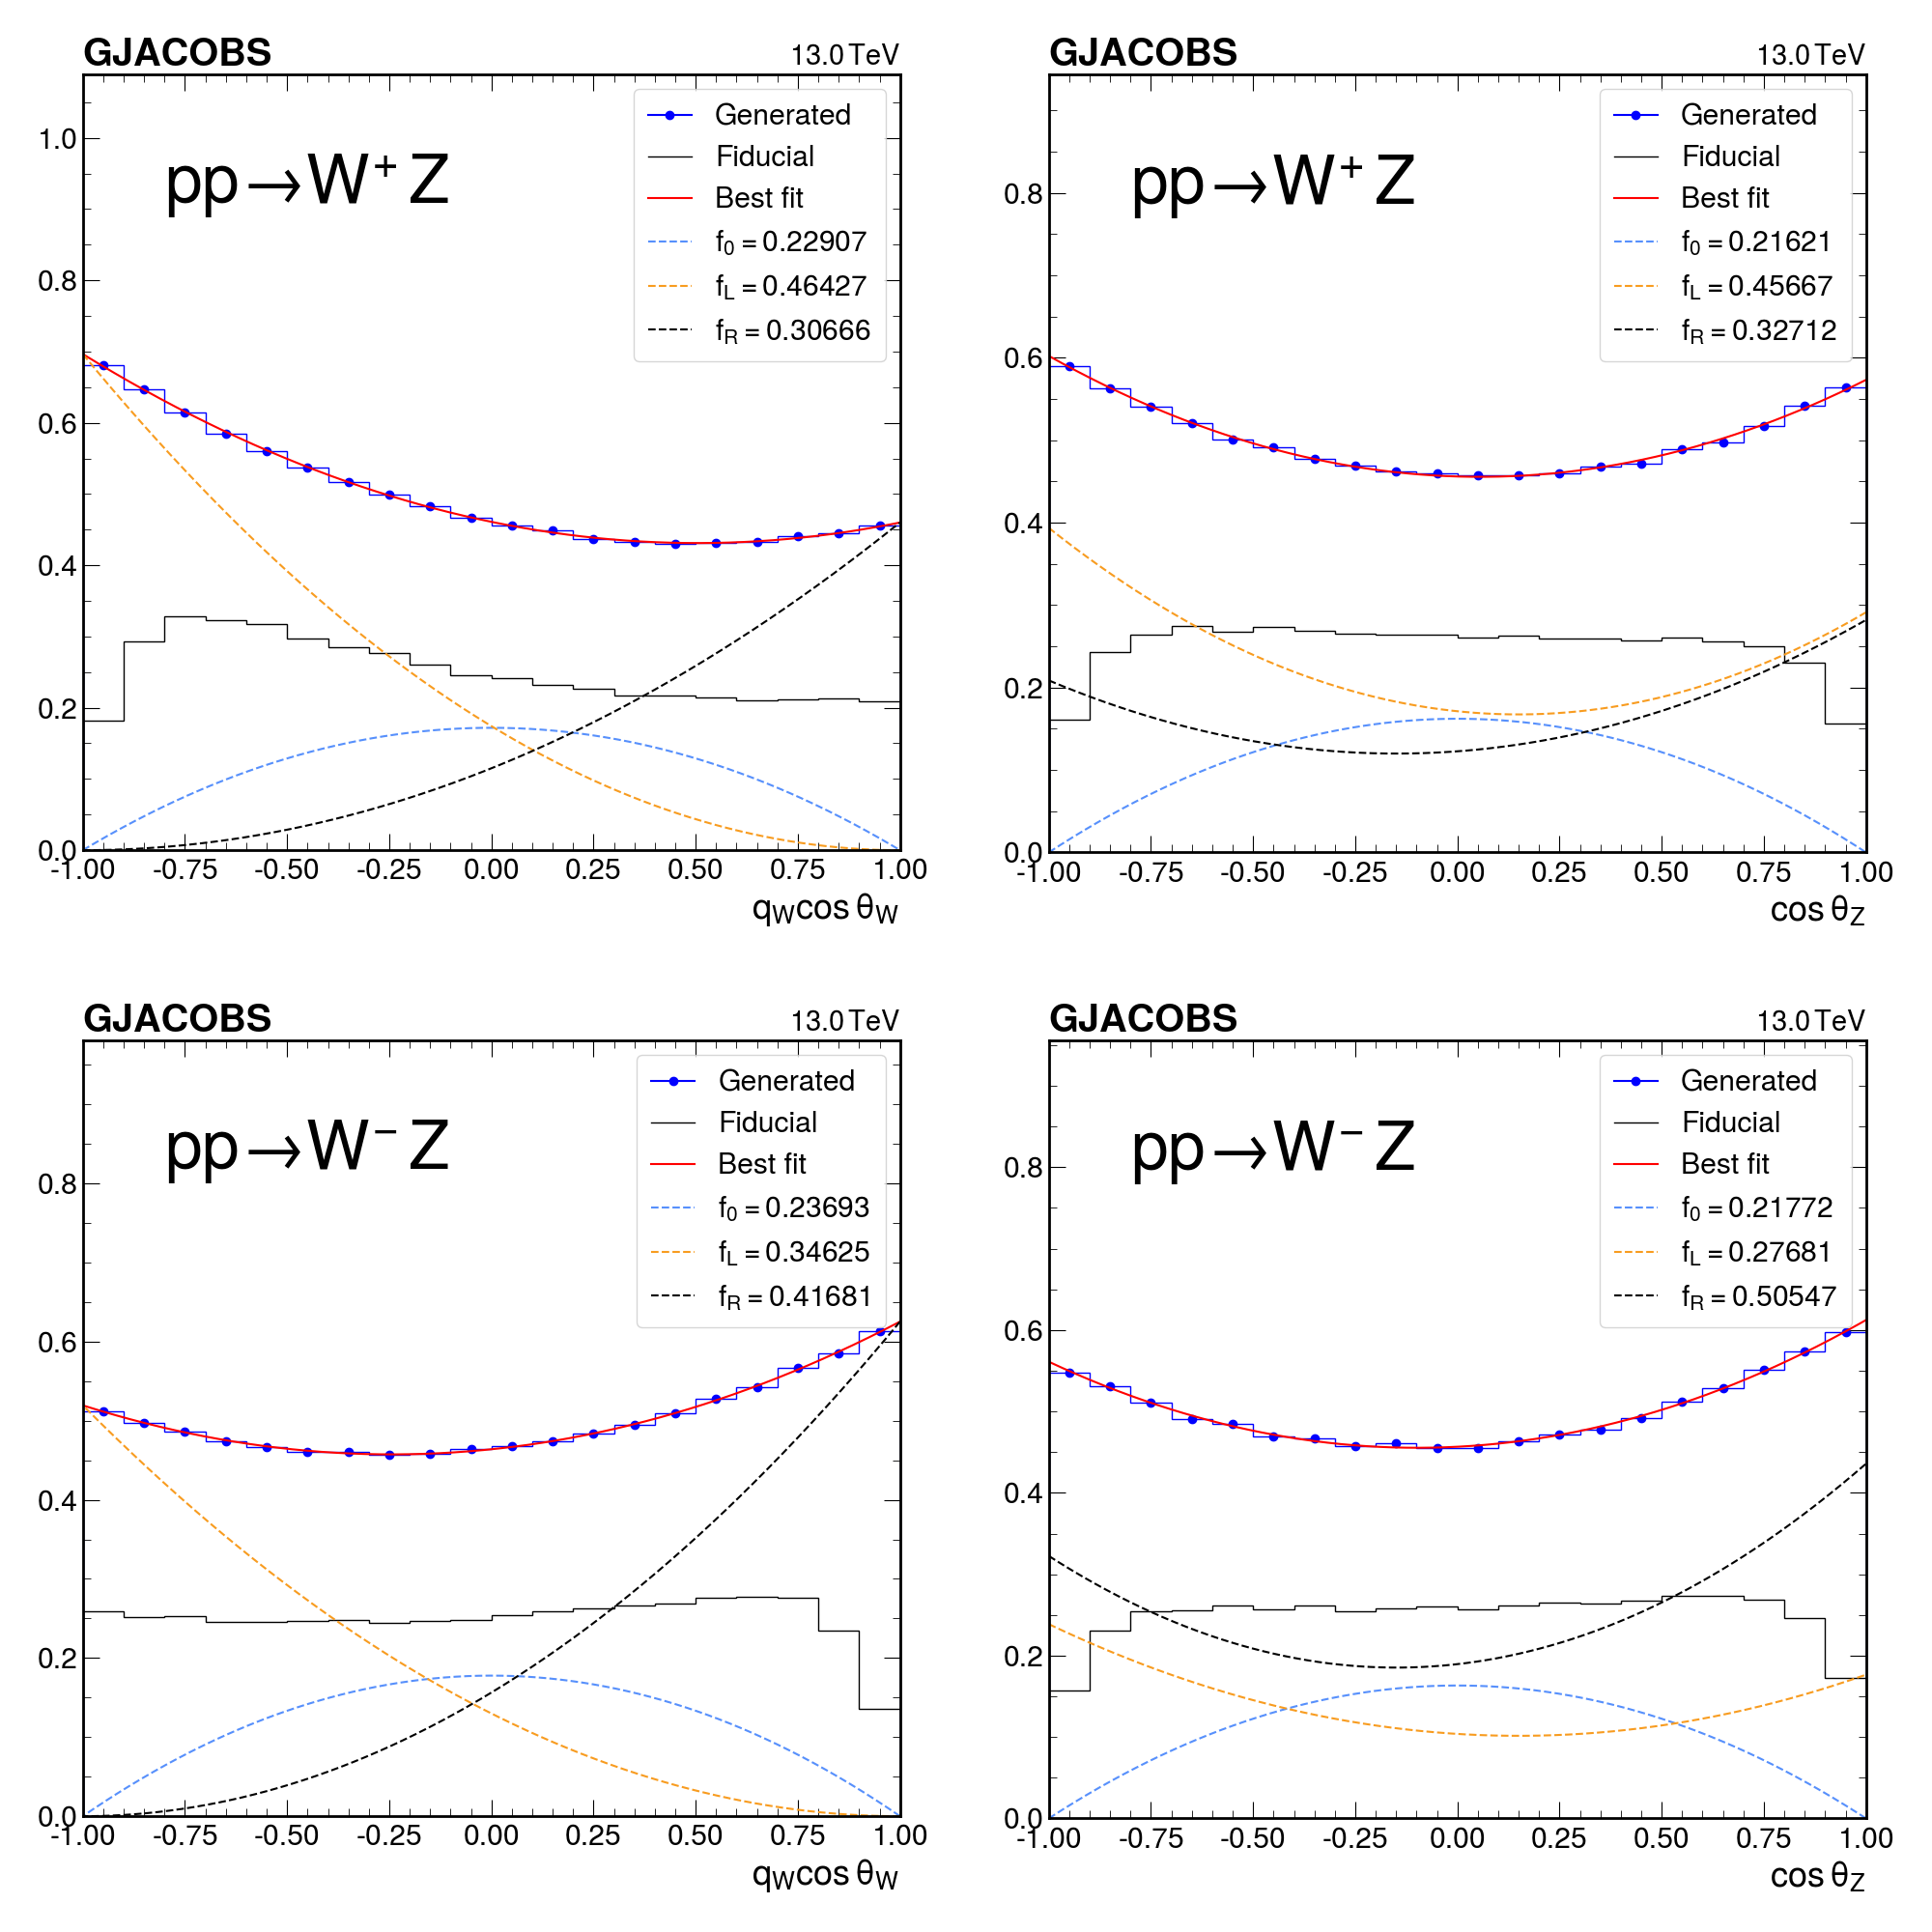 GJACOBS 13.0 TeV
pp→W⁺ Z
Generated
Fiducial
Best fit
f₀ = 0.22907
f_L = 0.46427
f_R = 0.30666
1.0
0.8
0.6
0.4
0.2
0.0
-1.00 -0.75 -0.50 -0.25 0.00 0.25 0.50 0.75 1.00
q_W cos θ_W
GJACOBS 13.0 TeV
pp→W⁺ Z
Generated
Fiducial
Best fit
f₀ = 0.21621
f_L = 0.45667
f_R = 0.32712
0.8
0.6
0.4
0.2
0.0
-1.00 -0.75 -0.50 -0.25 0.00 0.25 0.50 0.75 1.00
cos θ_Z
GJACOBS 13.0 TeV
pp→W⁻ Z
Generated
Fiducial
Best fit
f₀ = 0.23693
f_L = 0.34625
f_R = 0.41681
0.8
0.6
0.4
0.2
0.0
-1.00 -0.75 -0.50 -0.25 0.00 0.25 0.50 0.75 1.00
q_W cos θ_W
GJACOBS 13.0 TeV
pp→W⁻ Z
Generated
Fiducial
Best fit
f₀ = 0.21772
f_L = 0.27681
f_R = 0.50547
0.8
0.6
0.4
0.2
0.0
-1.00 -0.75 -0.50 -0.25 0.00 0.25 0.50 0.75 1.00
cos θ_Z